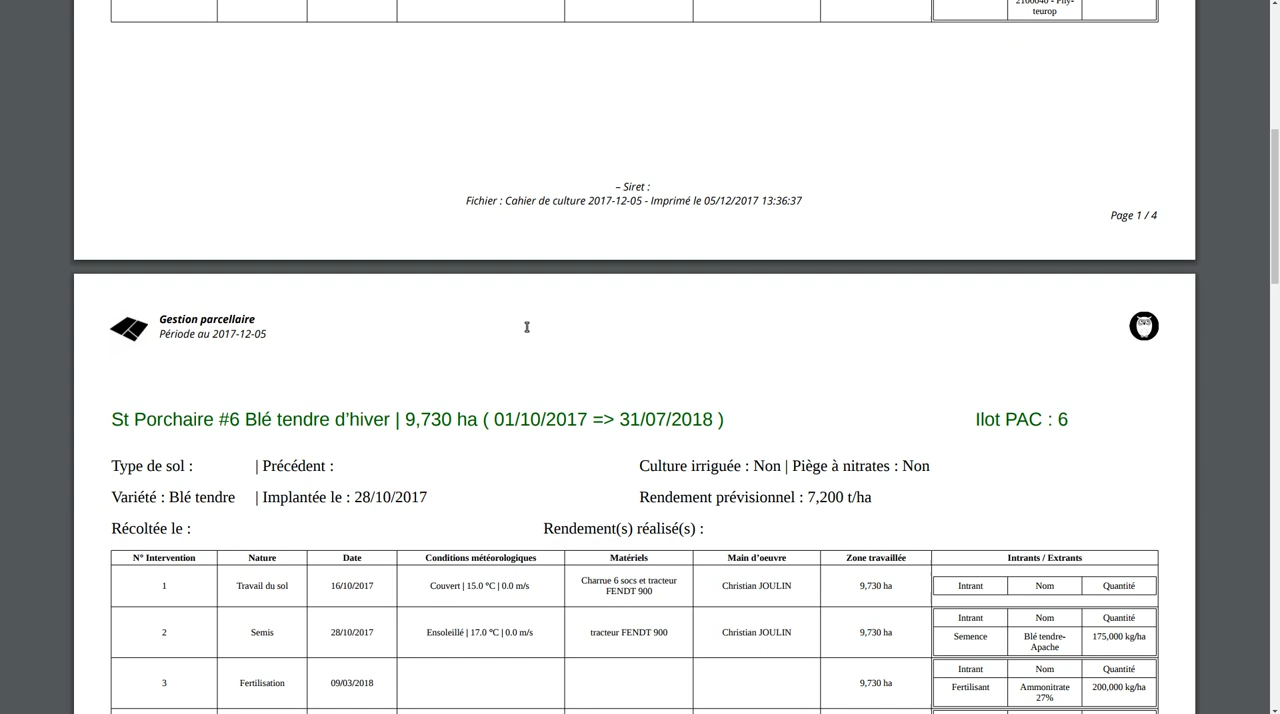 teurop
– Siret :
Fichier : Cahier de culture 2017-12-05 - Imprimé le 05/12/2017 13:36:37
Page 1 / 4
Gestion parcellaire
Période au 2017-12-05
St Porchaire #6 Blé tendre d’hiver | 9,730 ha ( 01/10/2017 => 31/07/2018 ) Ilot PAC : 6
Type de sol : | Précédent : Culture irriguée : Non | Piège à nitrates : Non
Variété : Blé tendre | Implantée le : 28/10/2017 Rendement prévisionnel : 7,200 t/ha
Récoltée le : Rendement(s) réalisé(s) :
N° Intervention Nature Date Conditions météorologiques Matériels Main d’oeuvre Zone travaillée Intrants / Extrants
1 Travail du sol 16/10/2017 Couvert | 15.0 °C | 0.0 m/s Charrue 6 socs et tracteur FENDT 900 Christian JOULIN 9,730 ha Intrant Nom Quantité
2 Semis 28/10/2017 Ensoleillé | 17.0 °C | 0.0 m/s tracteur FENDT 900 Christian JOULIN 9,730 ha Intrant Nom Quantité
Semence Blé tendre-Apache 175,000 kg/ha
3 Fertilisation 09/03/2018 9,730 ha Intrant Nom Quantité
Fertilisant Ammonitrate 27% 200,000 kg/ha